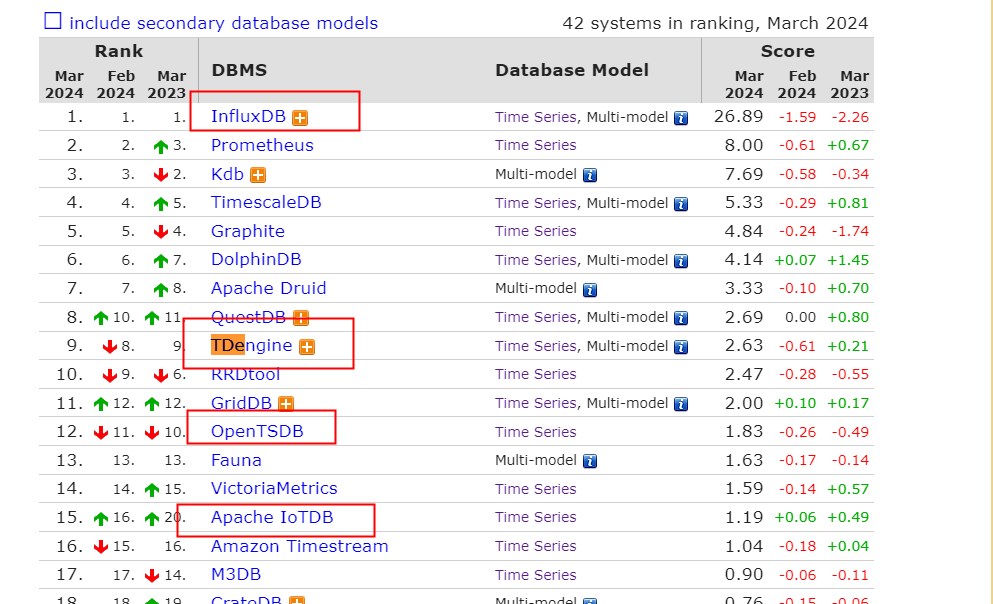 include secondary database models 42 systems in ranking, March 2024
Rank Score
DBMS Database Model
Mar Feb Mar Mar Feb Mar
2024 2024 2023 2024 2024 2023
1. 1. 1. InfluxDB Time Series, Multi-model 26.89 -1.59 -2.26
2. 2. 3. Prometheus Time Series 8.00 -0.61 +0.67
3. 3. 2. Kdb Multi-model 7.69 -0.58 -0.34
4. 4. 5. TimescaleDB Time Series, Multi-model 5.33 -0.29 +0.81
5. 5. 4. Graphite Time Series 4.84 -0.24 -1.74
6. 6. 7. DolphinDB Time Series, Multi-model 4.14 +0.07 +1.45
7. 7. 8. Apache Druid Multi-model 3.33 -0.10 +0.70
8. 10. 11. QuestDB Time Series, Multi-model 2.69 0.00 +0.80
9. 8. 9. TDengine Time Series, Multi-model 2.63 -0.61 +0.21
10. 9. 6. RRDtool Time Series 2.47 -0.28 -0.55
11. 12. 12. GridDB Time Series, Multi-model 2.00 +0.10 +0.17
12. 11. 10. OpenTSDB Time Series 1.83 -0.26 -0.49
13. 13. 13. Fauna Multi-model 1.63 -0.17 -0.14
14. 14. 15. VictoriaMetrics Time Series 1.59 -0.14 +0.57
15. 16. 20. Apache IoTDB Time Series 1.19 +0.06 +0.49
16. 15. 16. Amazon Timestream Time Series 1.04 -0.18 +0.04
17. 17. 14. M3DB Time Series 0.90 -0.06 -0.11
18. 18. 19. CrateDB Multi-model 0.76 -0.15 -0.06